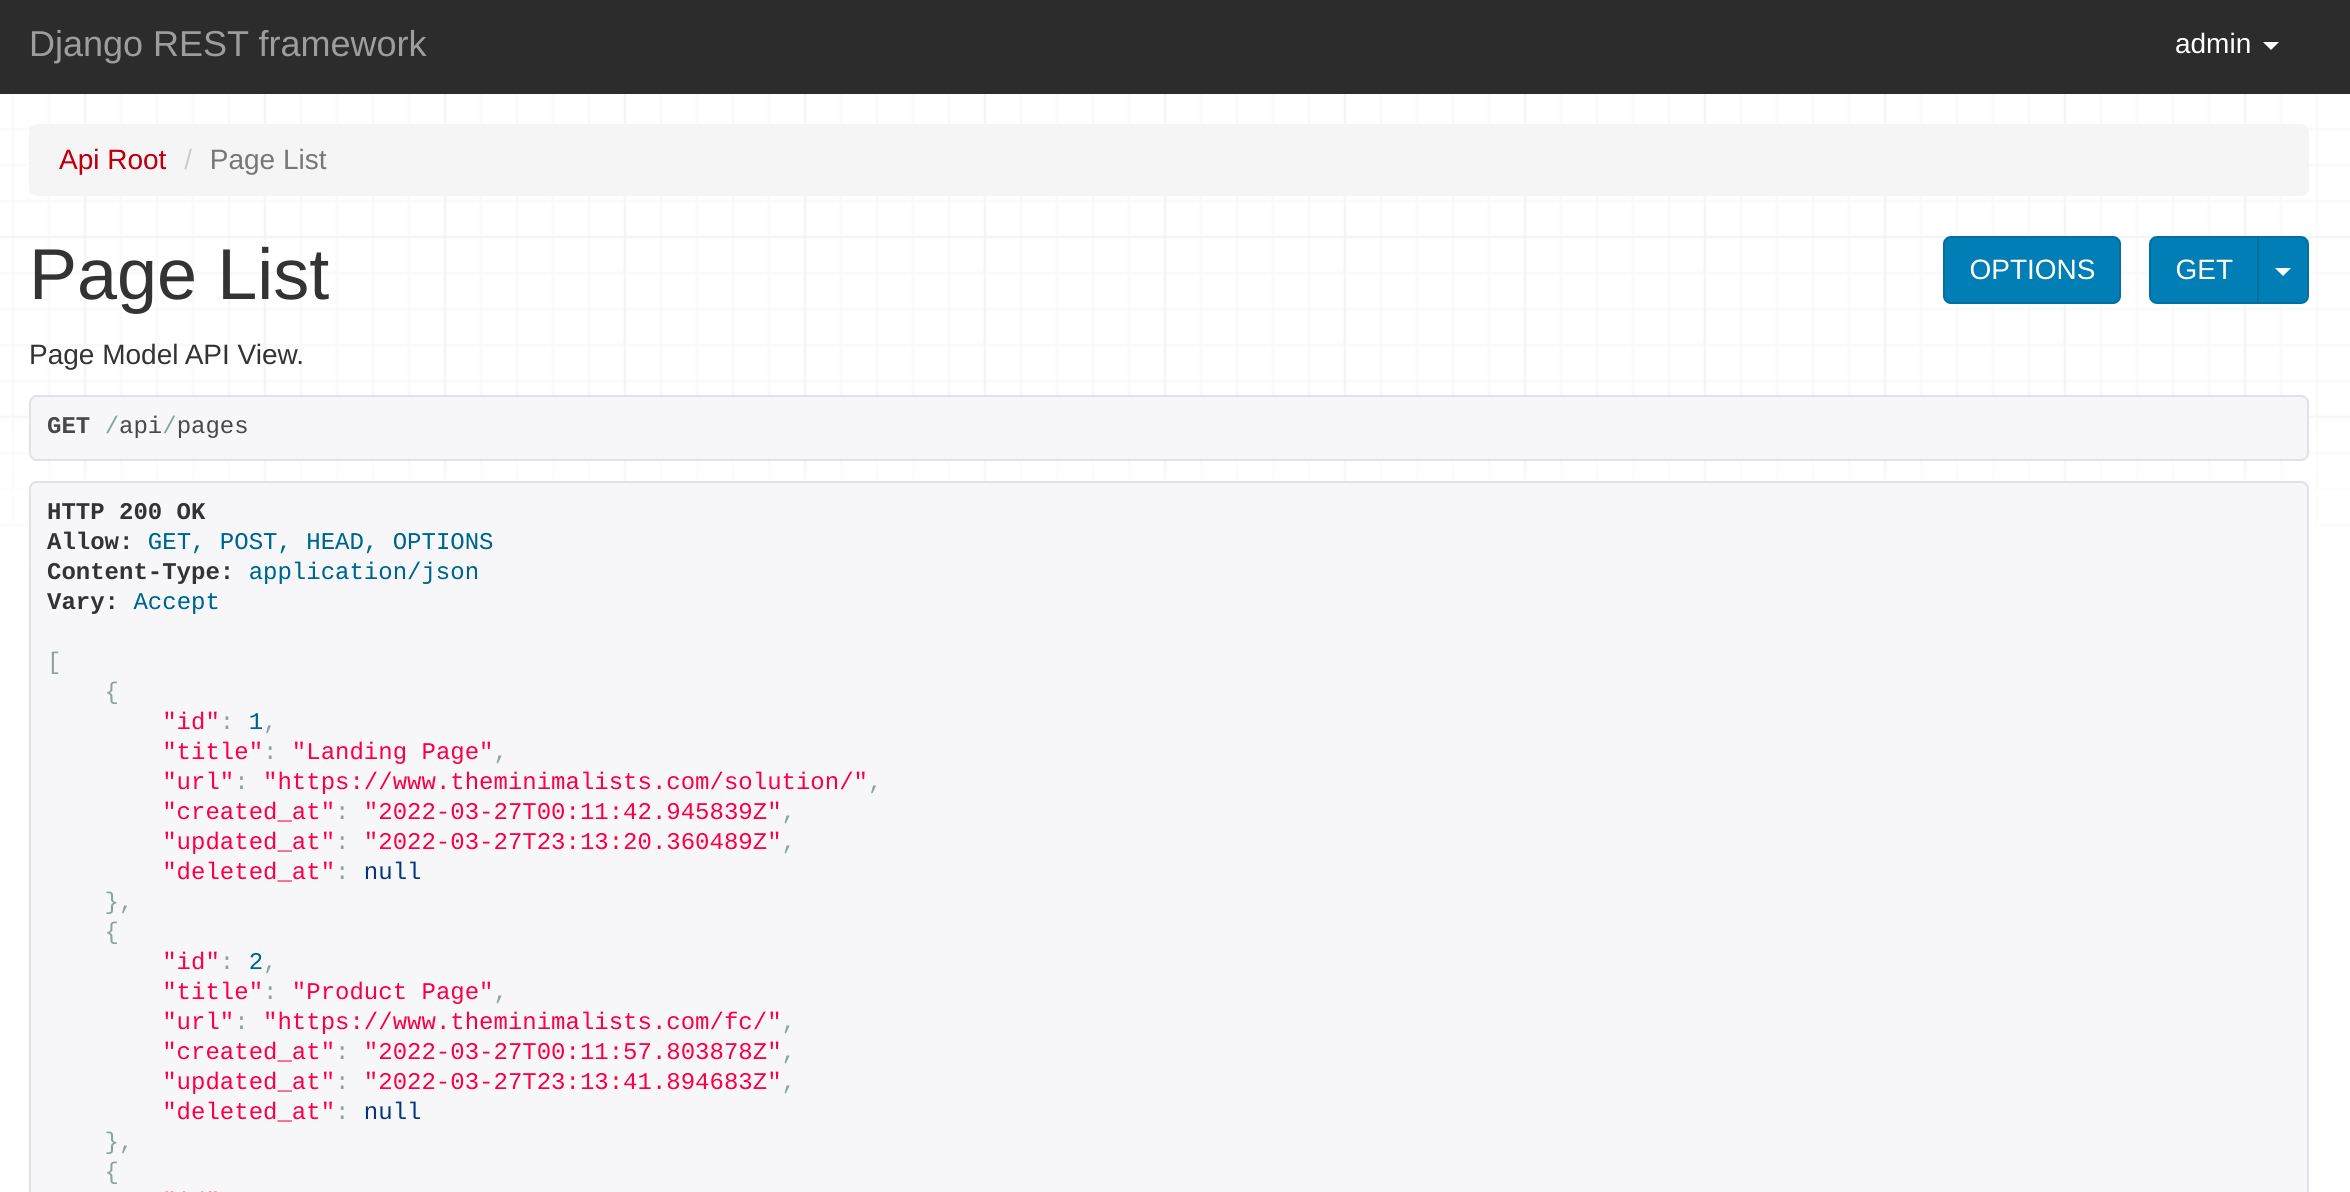 Django REST framework
admin
Api Root / Page List
Page List
OPTIONS
GET
Page Model API View.
GET /api/pages
HTTP 200 OK
Allow: GET, POST, HEAD, OPTIONS
Content-Type: application/json
Vary: Accept
[
    {
        "id": 1,
        "title": "Landing Page",
        "url": "https://www.theminimalists.com/solution/",
        "created_at": "2022-03-27T00:11:42.945839Z",
        "updated_at": "2022-03-27T23:13:20.360489Z",
        "deleted_at": null
    },
    {
        "id": 2,
        "title": "Product Page",
        "url": "https://www.theminimalists.com/fc/",
        "created_at": "2022-03-27T00:11:57.803878Z",
        "updated_at": "2022-03-27T23:13:41.894683Z",
        "deleted_at": null
    },
    {